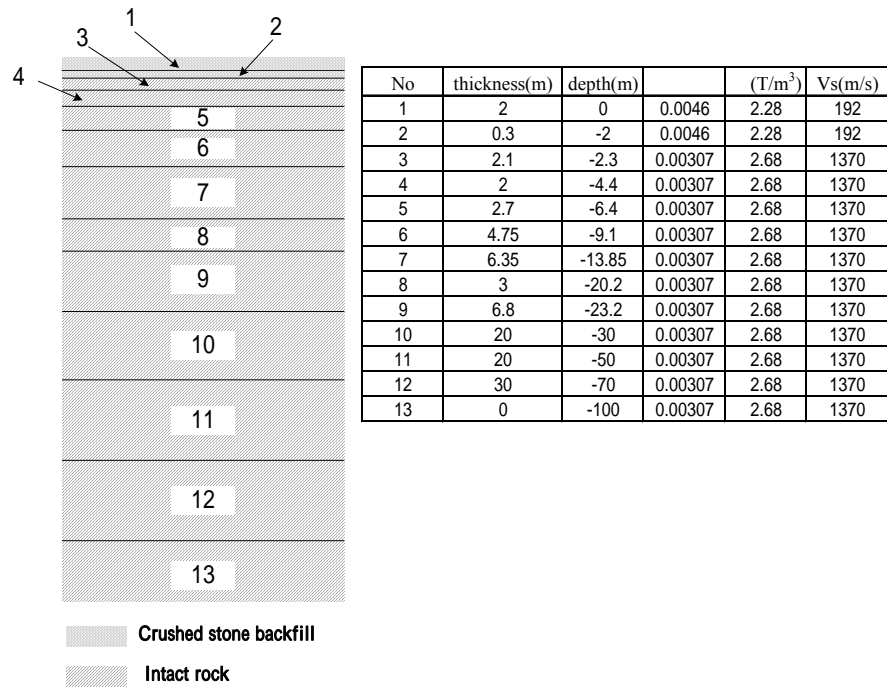 1
2
3
4
5
6
7
8
9
10
11
12
13
Crushed stone backfill
Intact rock
No thickness(m) depth(m) (T/m³) Vs(m/s)
1 2 0 0.0046 2.28 192
2 0.3 -2 0.0046 2.28 192
3 2.1 -2.3 0.00307 2.68 1370
4 2 -4.4 0.00307 2.68 1370
5 2.7 -6.4 0.00307 2.68 1370
6 4.75 -9.1 0.00307 2.68 1370
7 6.35 -13.85 0.00307 2.68 1370
8 3 -20.2 0.00307 2.68 1370
9 6.8 -23.2 0.00307 2.68 1370
10 20 -30 0.00307 2.68 1370
11 20 -50 0.00307 2.68 1370
12 30 -70 0.00307 2.68 1370
13 0 -100 0.00307 2.68 1370